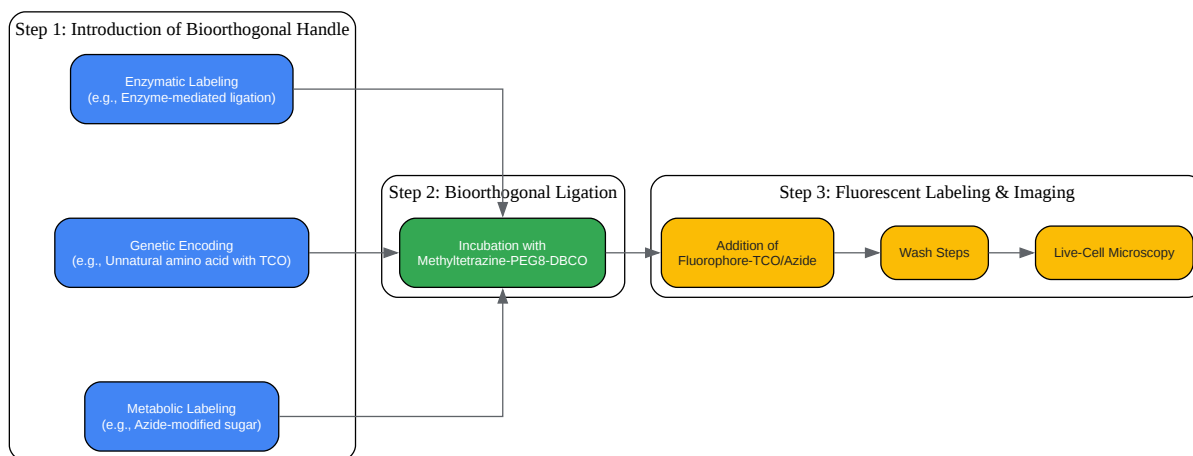 Step 1: Introduction of Bioorthogonal Handle
Enzymatic Labeling
(e.g., Enzyme-mediated ligation)
Genetic Encoding
(e.g., Unnatural amino acid with TCO)
Metabolic Labeling
(e.g., Azide-modified sugar)
Step 2: Bioorthogonal Ligation
Incubation with
Methyltetrazine-PEG8-DBCO
Step 3: Fluorescent Labeling & Imaging
Addition of
Fluorophore-TCO/Azide
Wash Steps
Live-Cell Microscopy